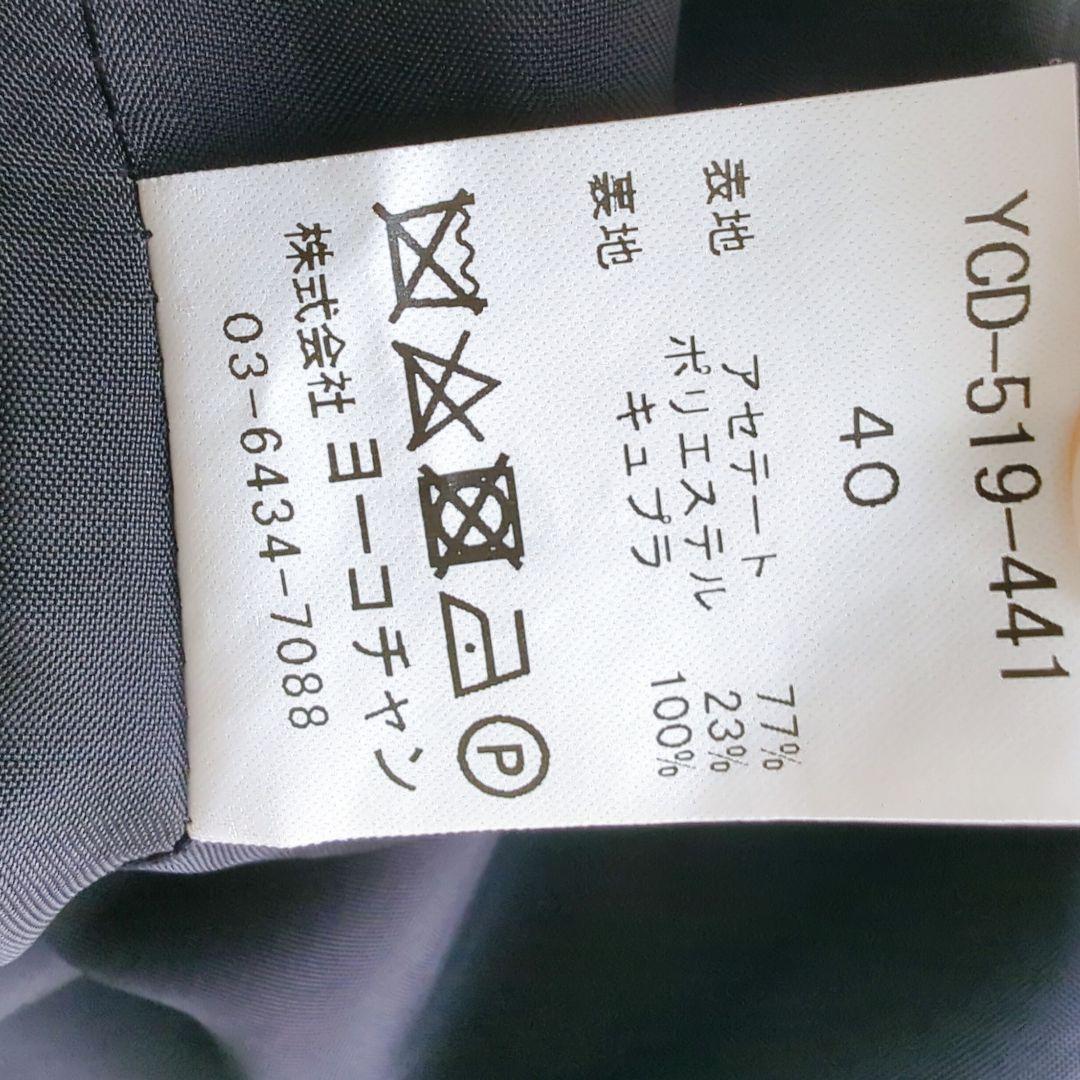 YCD-519-441
40
表地 アセテート 77%
ポリエステル 23%
裏地 キュプラ 100%
P
株式会社 ヨーコチャン
03-6434-7088